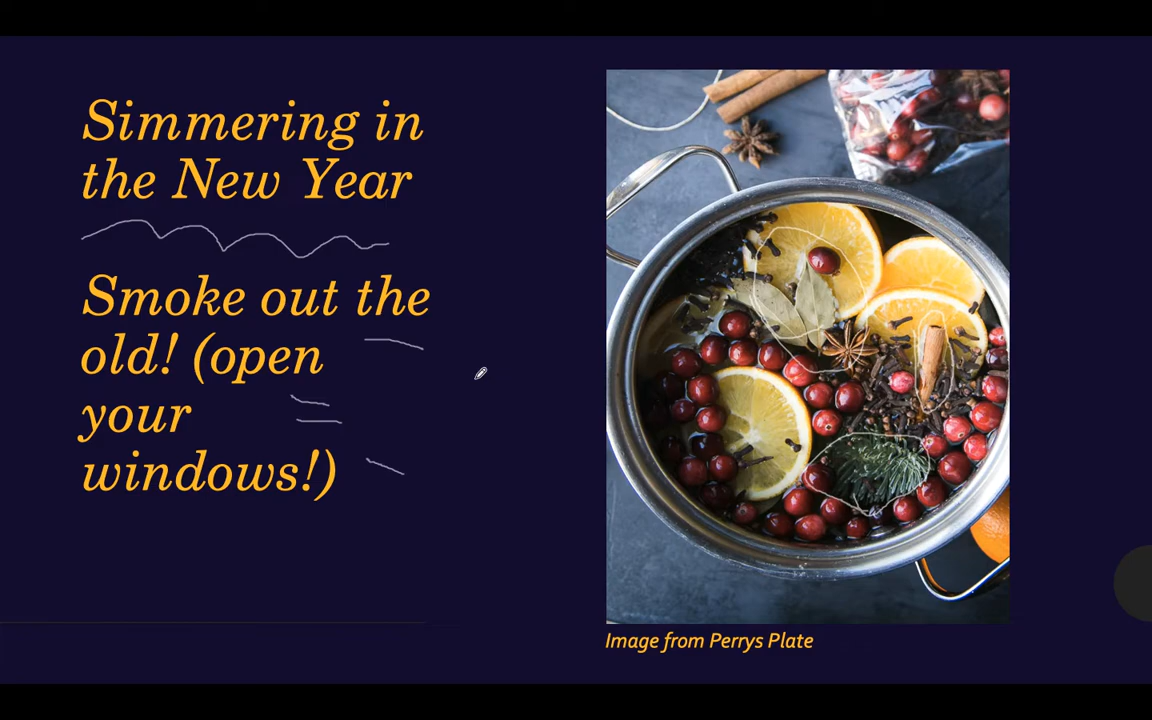 Simmering in
the New Year
Smoke out the
old! (open
your
windows!)
Image from Perrys Plate